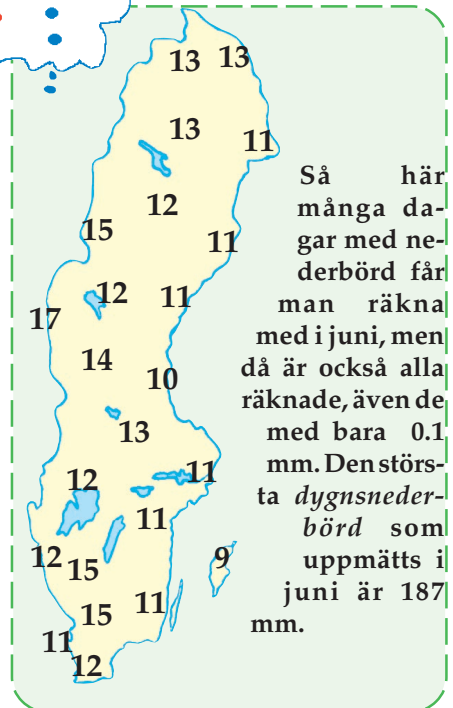 13 13
13
11
12
15
11
12
11
17
14
10
13
12
11
11
12
15
9
15
11
11
12
Så här
många da-
gar med ne-
derbörd får
man räkna
med i juni, men
då är också alla
räknade, även de
med bara 0.1
mm. Den störs-
ta dygnsneder-
börd som
uppmätts i
juni är 187
mm.